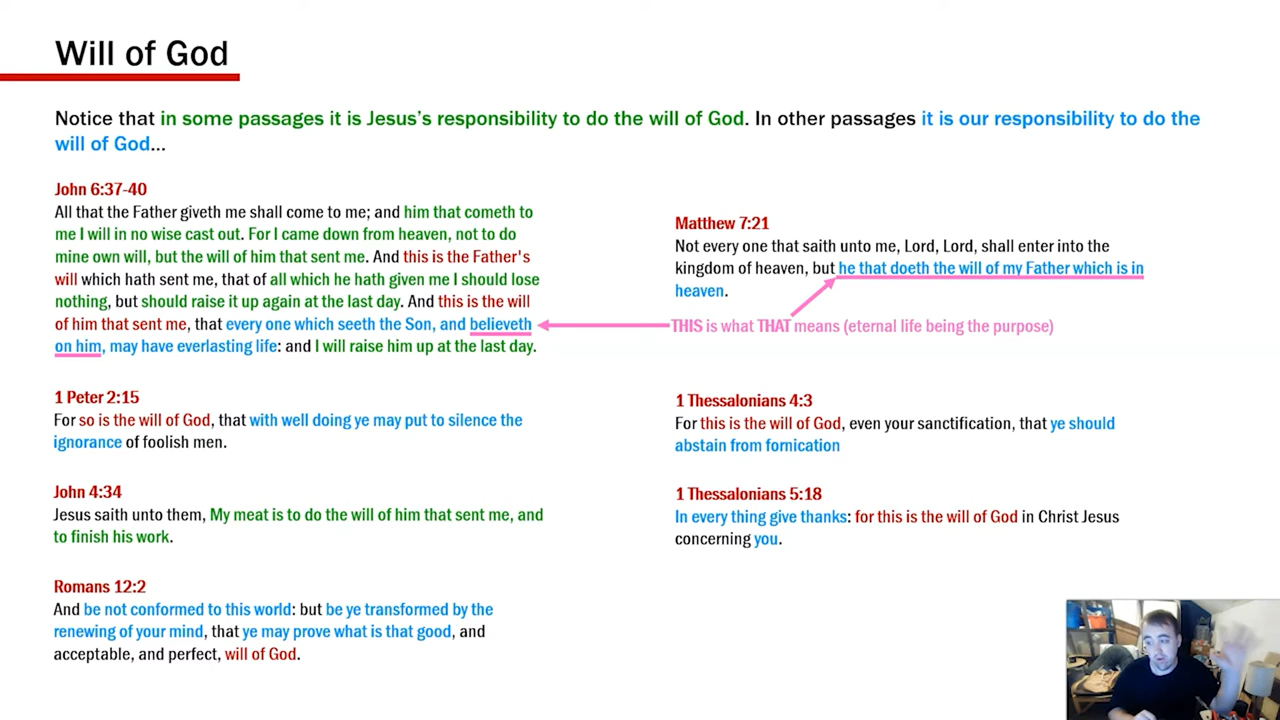 Will of God
Notice that in some passages it is Jesus's responsibility to do the will of God. In other passages it is our responsibility to do the
will of God...
John 6:37-40
All that the Father giveth me shall come to me; and him that cometh to
me I will in no wise cast out. For I came down from heaven, not to do
mine own will, but the will of him that sent me. And this is the Father's
will which hath sent me, that of all which he hath given me I should lose
nothing, but should raise it up again at the last day. And this is the will
of him that sent me, that every one which seeth the Son, and believeth
on him, may have everlasting life: and I will raise him up at the last day.
Matthew 7:21
Not every one that saith unto me, Lord, Lord, shall enter into the
kingdom of heaven, but he that doeth the will of my Father which is in
heaven.
THIS is what THAT means (eternal life being the purpose)
1 Peter 2:15
For so is the will of God, that with well doing ye may put to silence the
ignorance of foolish men.
1 Thessalonians 4:3
For this is the will of God, even your sanctification, that ye should
abstain from fornication
John 4:34
Jesus saith unto them, My meat is to do the will of him that sent me, and
to finish his work.
1 Thessalonians 5:18
In every thing give thanks: for this is the will of God in Christ Jesus
concerning you.
Romans 12:2
And be not conformed to this world: but be ye transformed by the
renewing of your mind, that ye may prove what is that good, and
acceptable, and perfect, will of God.